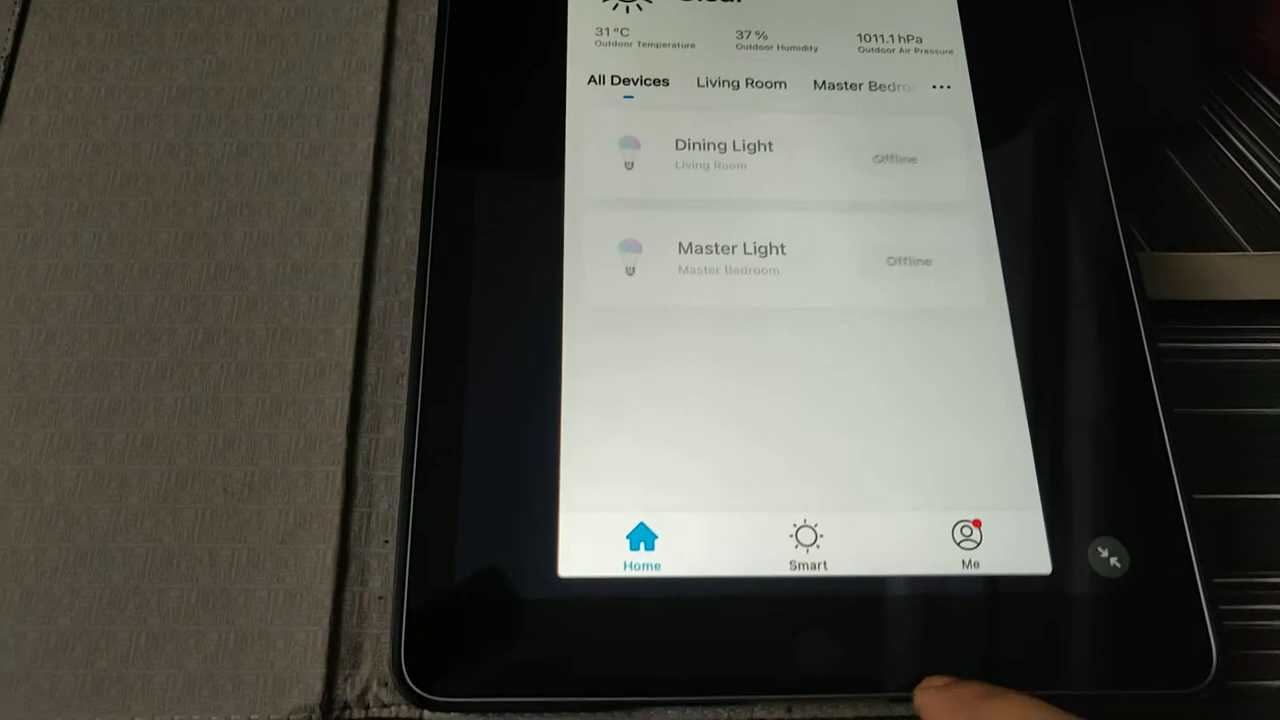 Clear
31°C
37%
1011.1 hPa
Outdoor Temperature
Outdoor Humidity
Outdoor Air Pressure
All Devices
Living Room
Master Bedro
Dining Light
Living Room
Offline
Master Light
Master Bedroom
Offline
Home
Smart
Me